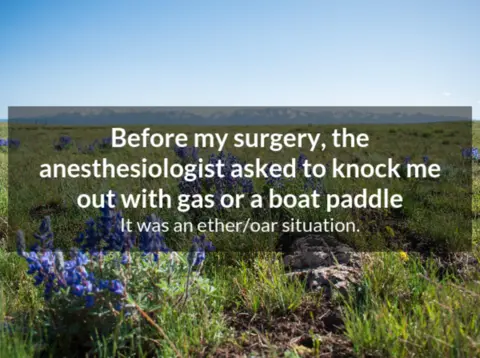 Before my surgery, the
anesthesiologist asked to knock me
out with gas or a boat paddle
It was an ether/oar situation.